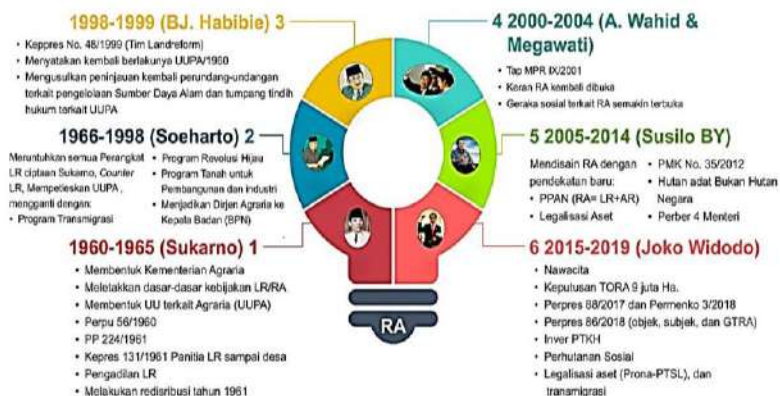 1998-1999 (BJ. Habibie) 3
• Keppres No. 48/1999 (Tim Landreform)
• Menyatakan kembali berlakunya UUPA/1960
• Mengusulkan peninjauan kembali perundang-undangan
terkait pengelolaan Sumber Daya Alam dan tumpang tindih
hukum terkait UUPA
4 2000-2004 (A. Wahid &
Megawati)
• Tap MPR IX/2001
• Keran RA kembali dibuka
• Geraka sosial terkait RA semakin terbuka
1966-1998 (Soeharto) 2
Meruntuhkan semua Perangkat
LR ciptaan Sukarno, Counter
LR, Mempetieskan UUPA,
mengganti dengan:
• Program Transmigrasi
• Program Revolusi Hijau
• Program Tanah untuk
Pembangunan dan industri
• Menjadikan Dirjen Agraria ke
Kepala Badan (BPN)
5 2005-2014 (Susilo BY)
Mendisain RA dengan
pendekatan baru:
• PPAN (RA= LR+AR)
• Legalisasi Aset
• PMK No. 35/2012
• Hutan adat Bukan Hutan
Negara
• Perber 4 Menteri
1960-1965 (Sukarno) 1
• Membentuk Kementerian Agraria
• Meletakkan dasar-dasar kebijakan LR/RA
• Membentuk UU terkait Agraria (UUPA)
• Perpu 56/1960
• PP 224/1961
• Kepres 131/1961 Panitia LR sampai desa
• Pengadilan LR
• Melakukan redisribusi tahun 1961
6 2015-2019 (Joko Widodo)
• Nawacita
• Keputusan TORA 9 juta Ha.
• Perpres 88/2017 dan Permenko 3/2018
• Perpres 86/2018 (objek, subjek, dan GTRA)
• Inver PTKH
• Perhutanan Sosial
• Legalisasi aset (Prona-PTSL), dan
transmigrasi
RA